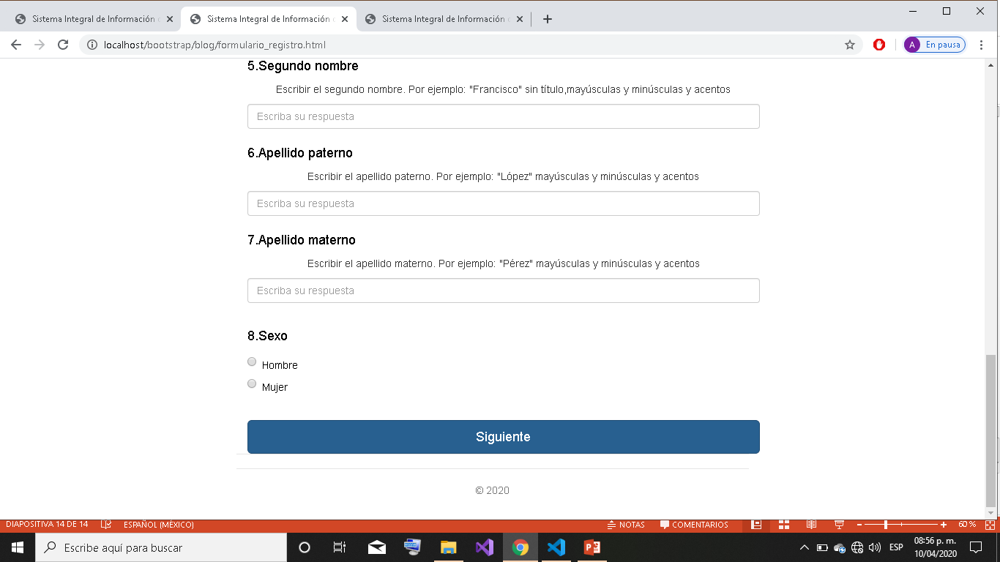 Sistema Integral de Información
Sistema Integral de Información
Sistema Integral de Información
localhost/bootstrap/blog/formulario_registro.html
A
En pausa
5.Segundo nombre
Escribir el segundo nombre. Por ejemplo: "Francisco" sin título,mayúsculas y minúsculas y acentos
Escriba su respuesta
6.Apellido paterno
Escribir el apellido paterno. Por ejemplo: "López" mayúsculas y minúsculas y acentos
Escriba su respuesta
7.Apellido materno
Escribir el apellido materno. Por ejemplo: "Pérez" mayúsculas y minúsculas y acentos
Escriba su respuesta
8.Sexo
Hombre
Mujer
Siguiente
© 2020
DIAPOSITIVA 14 DE 14 ESPAÑOL (MÉXICO) NOTAS COMENTARIOS 60 %
Escribe aquí para buscar
ESP
08:56 p. m.
10/04/2020